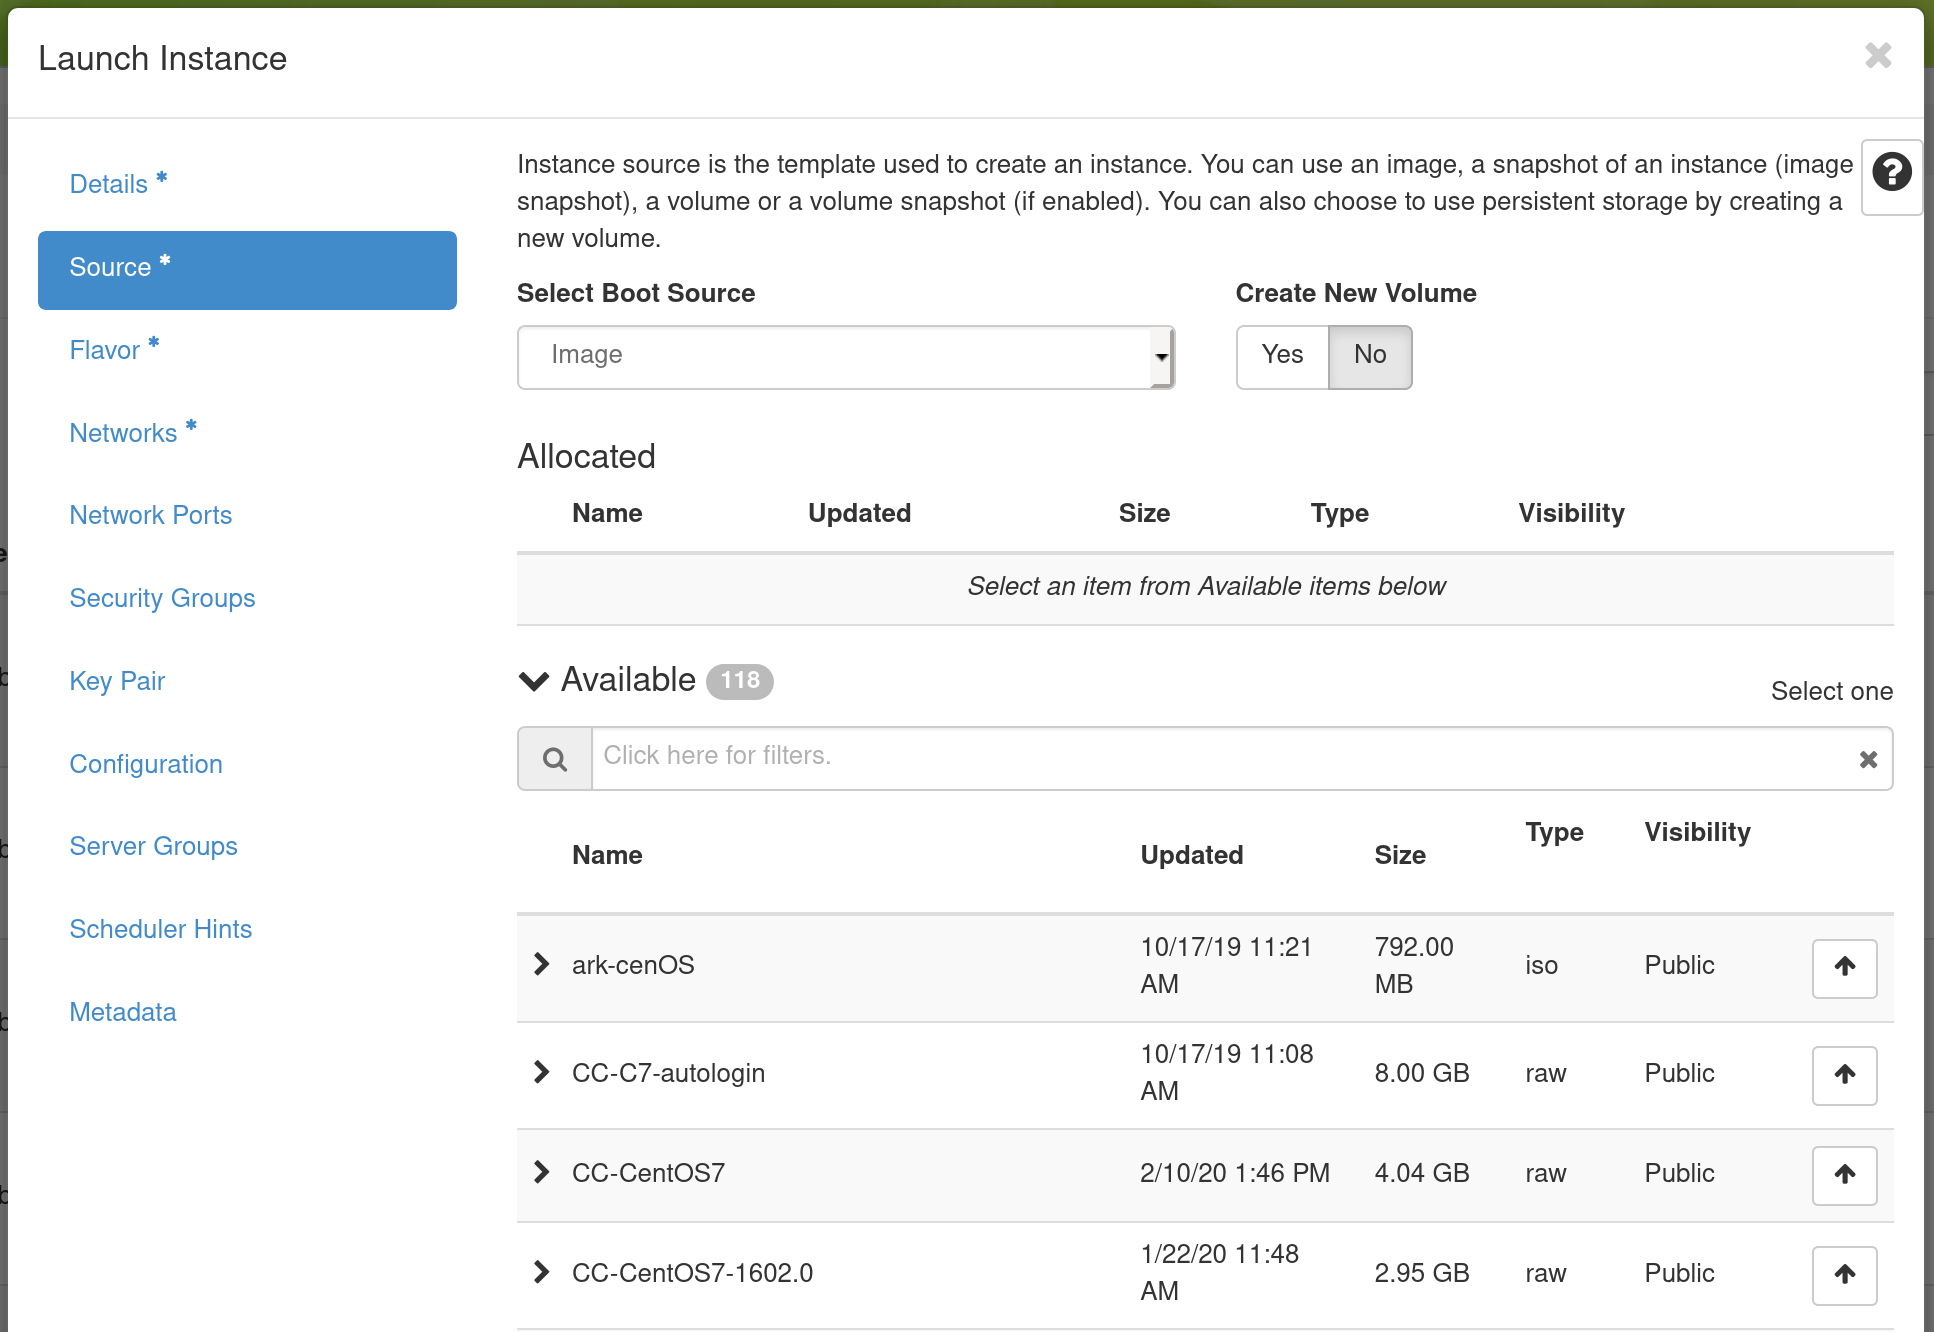 Launch Instance
Details *
Source *
Flavor *
Networks *
Network Ports
Security Groups
Key Pair
Configuration
Server Groups
Scheduler Hints
Metadata
Instance source is the template used to create an instance. You can use an image, a snapshot of an instance (image
snapshot), a volume or a volume snapshot (if enabled). You can also choose to use persistent storage by creating a
new volume.
Select Boot Source Create New Volume
Image Yes No
Allocated
Name Updated Size Type Visibility
Select an item from Available items below
Available 118
Select one
Click here for filters.
Name Updated Size Type Visibility
ark-cenOS 10/17/19 11:21 AM 792.00 MB iso Public
CC-C7-autologin 10/17/19 11:08 AM 8.00 GB raw Public
CC-CentOS7 2/10/20 1:46 PM 4.04 GB raw Public
CC-CentOS7-1602.0 1/22/20 11:48 AM 2.95 GB raw Public